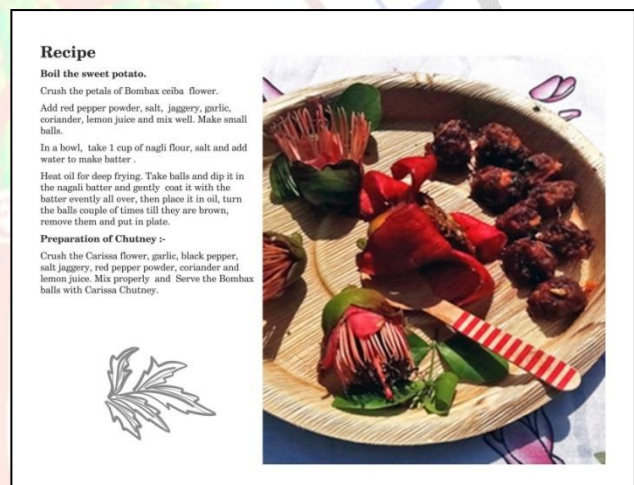 Recipe
Boil the sweet potato.
Crush the petals of Bombax ceiba flower.
Add red pepper powder, salt, jaggery, garlic,
coriander, lemon juice and mix well. Make small
balls.
In a bowl, take 1 cup of nagli flour, salt and add
water to make batter .
Heat oil for deep frying. Take balls and dip it in
the nagali batter and gently coat it with the
batter evently all over, then place it in oil, turn
the balls couple of times till they are brown,
remove them and put in plate.
Preparation of Chutney :-
Crush the Carissa flower, garlic, black pepper,
salt jaggery, red pepper powder, coriander and
lemon juice. Mix properly and Serve the Bombax
balls with Carissa Chutney.